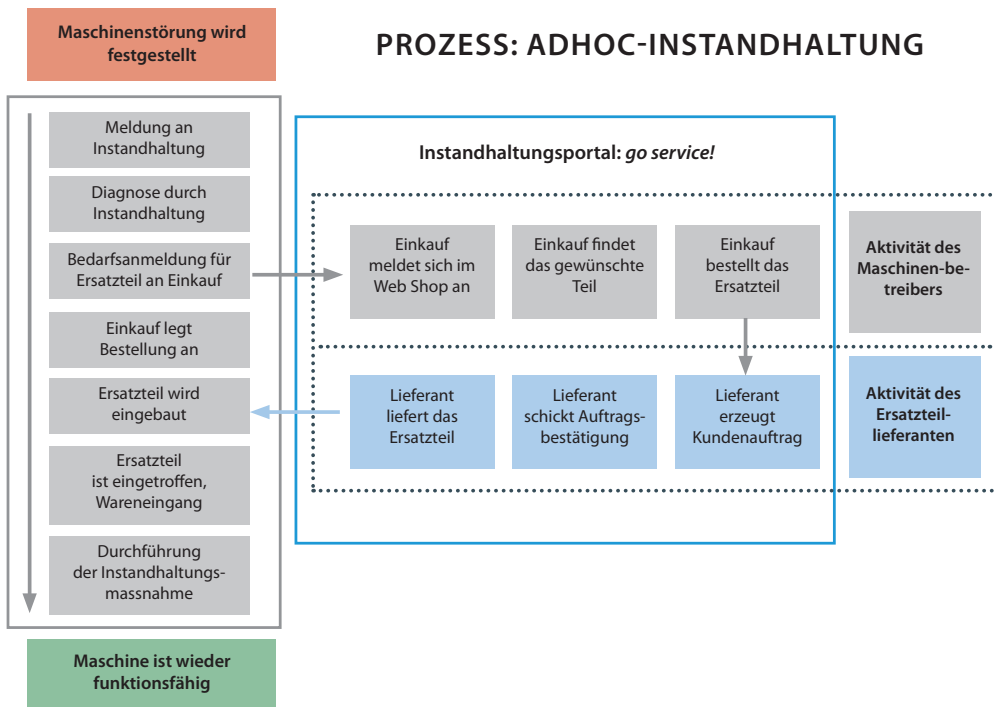 Maschinenstörung wird
festgestellt
PROZESS: ADHOC-INSTANDHALTUNG
Meldung an
Instandhaltung
Diagnose durch
Instandhaltung
Bedarfsanmeldung für
Ersatzteil an Einkauf
Einkauf legt
Bestellung an
Ersatzteil wird
eingebaut
Ersatzteil
ist eingetroffen,
Wareneingang
Durchführung
der Instandhaltungs-
massnahme
Maschine ist wieder
funktionsfähig
Instandhaltungsportal: go service!
Einkauf
meldet sich im
Web Shop an
Einkauf findet
das gewünschte
Teil
Einkauf
bestellt das
Ersatzteil
Aktivität des
Maschinen-be-
treibers
Lieferant
liefert das
Ersatzteil
Lieferant
schickt Auftrags-
bestätigung
Lieferant
erzeugt
Kundenauftrag
Aktivität des
Ersatzteil-
lieferanten